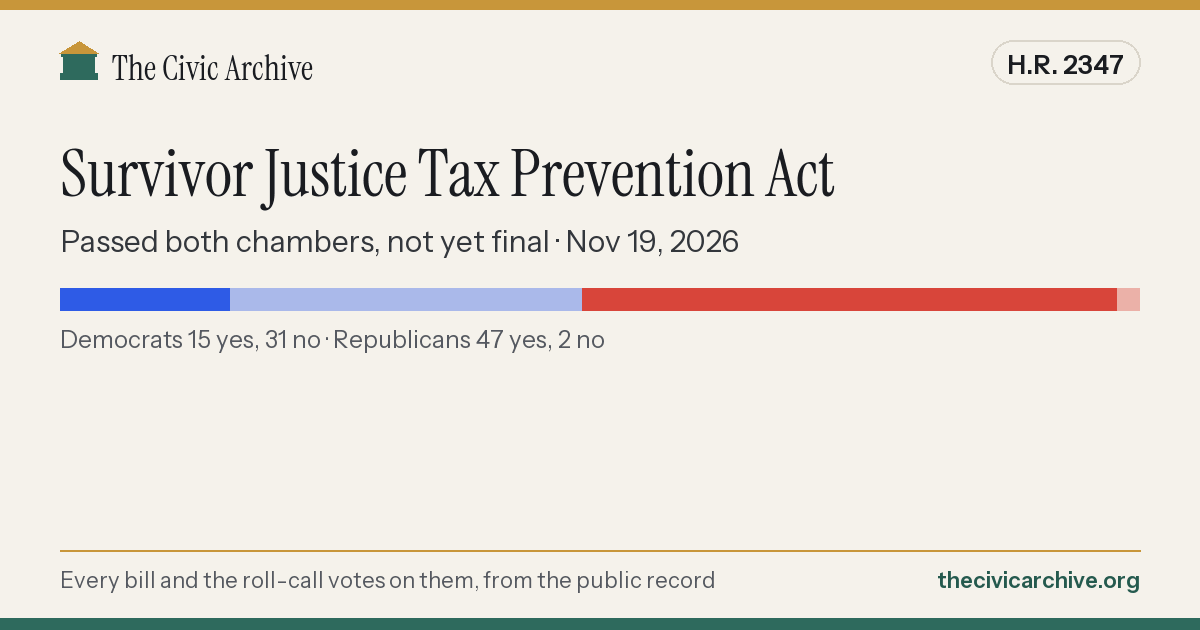 The Civic Archive
H.R. 2347
Survivor Justice Tax Prevention Act
Passed both chambers, not yet final · Nov 19, 2026
Democrats 15 yes, 31 no · Republicans 47 yes, 2 no
Every bill and the roll-call votes on them, from the public record
thecivicarchive.org